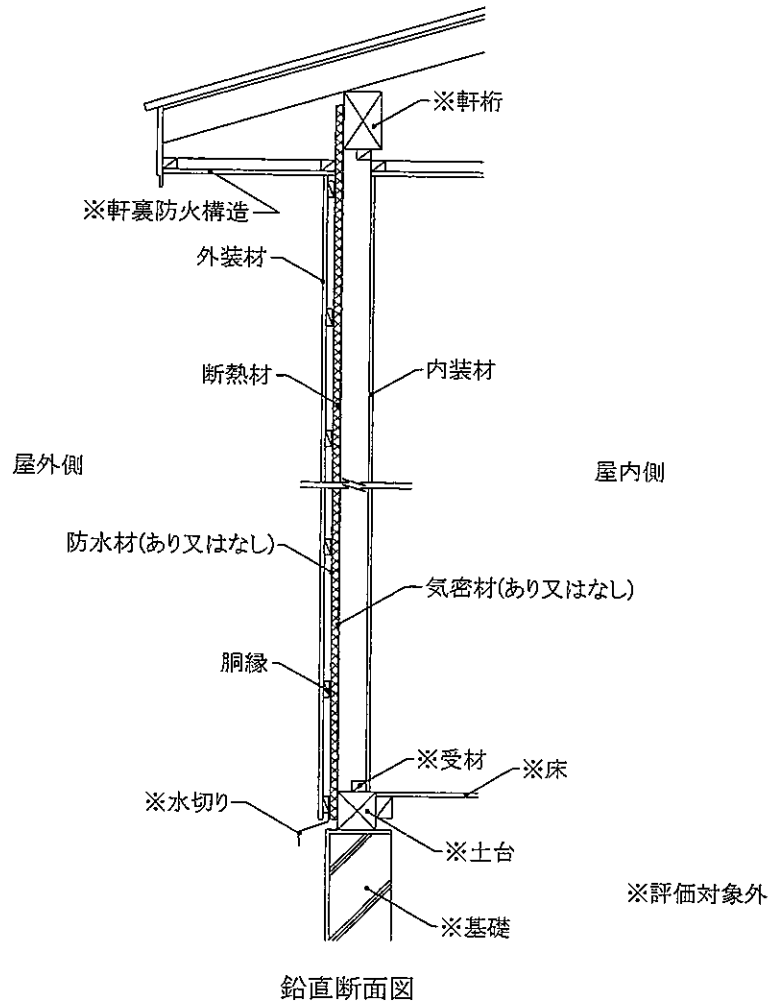 ※軒桁
※軒裏防火構造
外装材
断熱材
内装材
屋外側
屋内側
防水材(あり又はなし)
気密材(あり又はなし)
胴縁
※受材
※床
※水切り
※土台
※評価対象外
※基礎
鉛直断面図